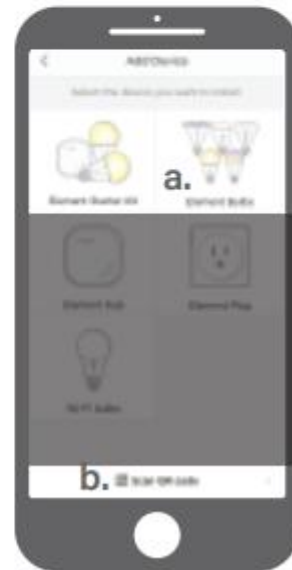 Add Device
Select the device you want to install
Element Starter Kit
a.
Element Bulbs
Element Hub
Element Plug
Wi-Fi Bulbs
b. Scan QR code